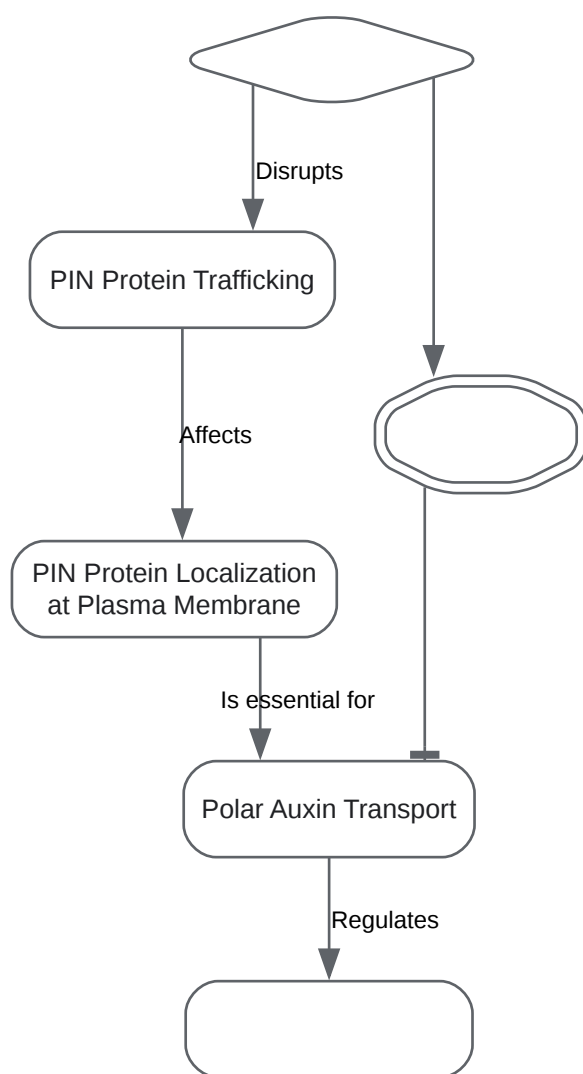 Disrupts
PIN Protein Trafficking
Affects
PIN Protein Localization
at Plasma Membrane
Is essential for
Polar Auxin Transport
Regulates